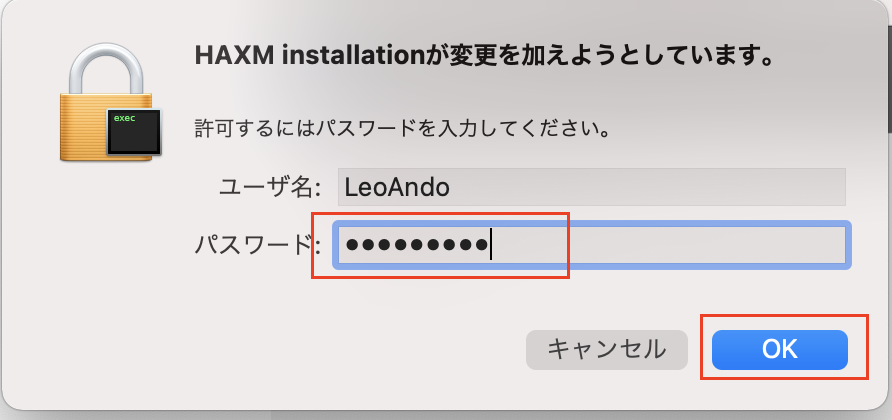 HAXM installationが変更を加えようとしています。
exec
許可するにはパスワードを入力してください。
ユーザ名: LeoAndo
パスワード: ●●●●●●●●●
キャンセル OK